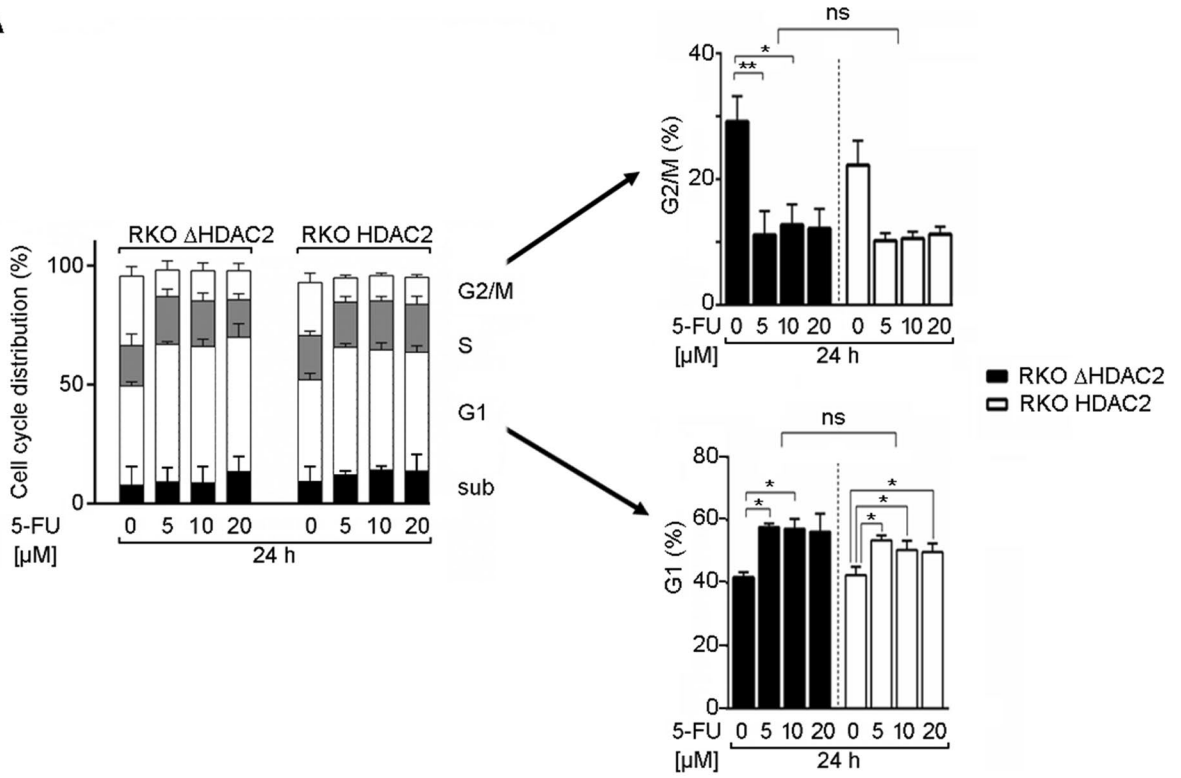 A
RKO ΔHDAC2 RKO HDAC2
Cell cycle distribution (%)
100
50
0
G2/M
S
G1
sub
5-FU 0 5 10 20 0 5 10 20
[µM] 24 h
ns
* 
**
G2/M (%)
40
20
0
5-FU 0 5 10 20 0 5 10 20
[µM] 24 h
RKO ΔHDAC2
RKO HDAC2
ns
* *
* *
*
G1 (%)
80
60
40
20
0
5-FU 0 5 10 20 0 5 10 20
[µM] 24 h